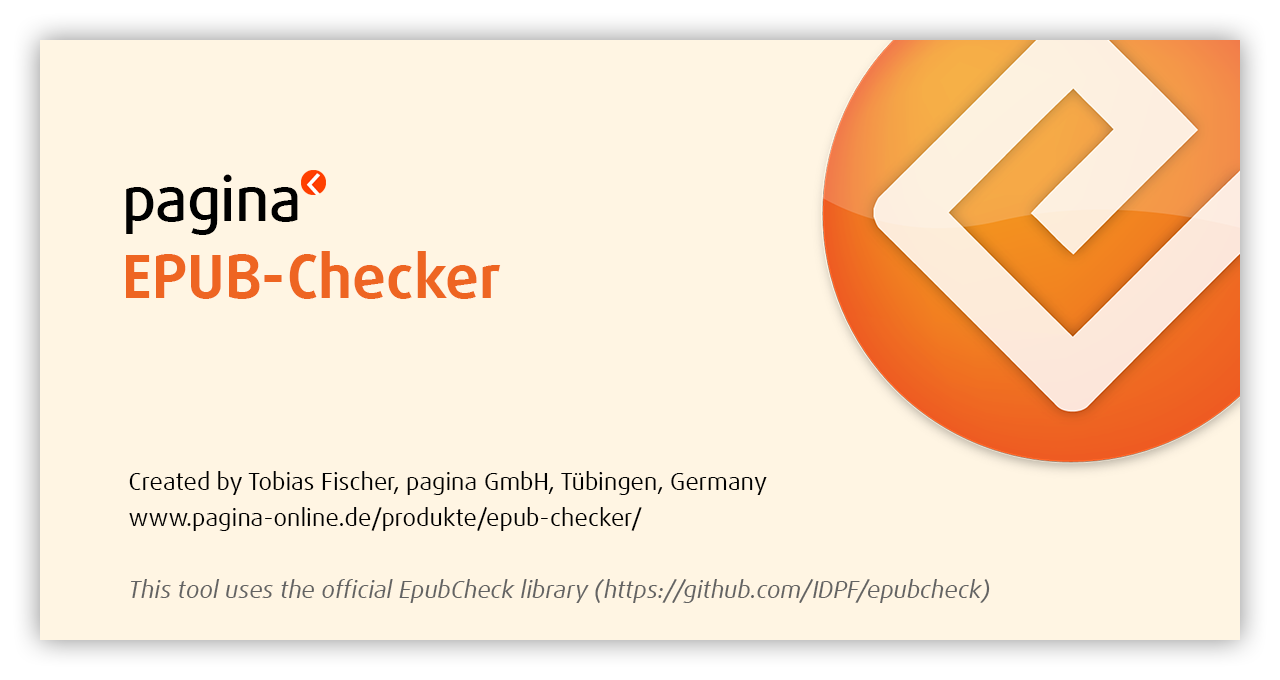 pagina
EPUB-Checker
Created by Tobias Fischer, pagina GmbH, Tübingen, Germany
www.pagina-online.de/produkte/epub-checker/
This tool uses the official EpubCheck library (https://github.com/IDPF/epubcheck)